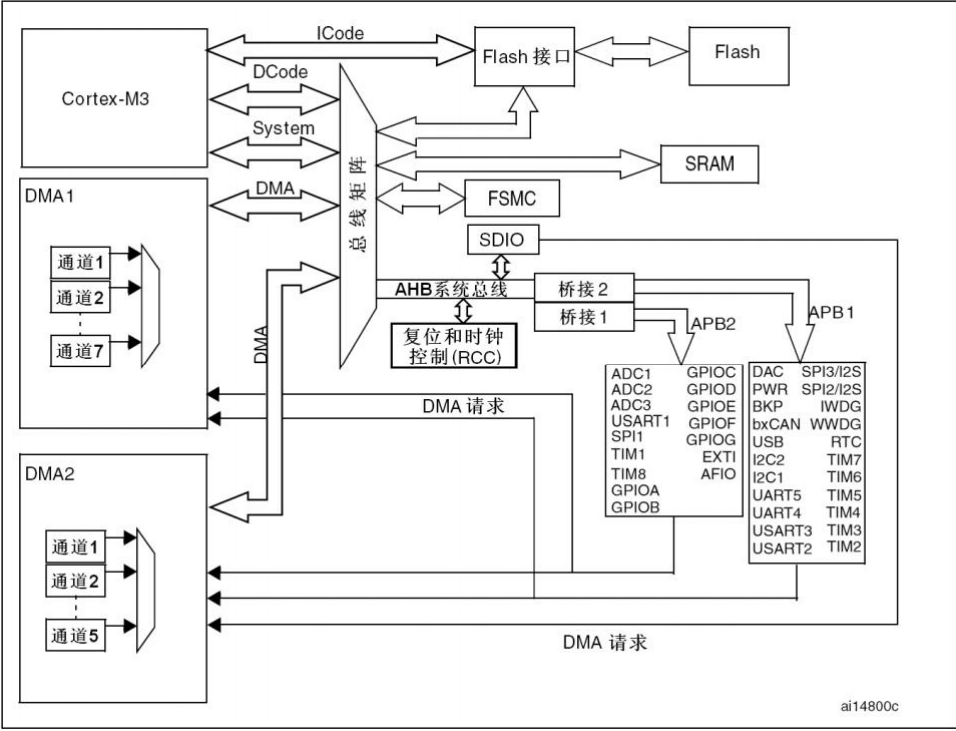 ICode
Cortex-M3
DCode
System
Flash 接口
Flash
SRAM
FSMC
SDIO
总线矩阵
DMA1
DMA
通道1
通道2
通道7
AHB系统总线
桥接2
桥接1
复位和时钟
控制(RCC)
APB2
APB1
DMA
DMA 请求
ADC1 GPIOC
ADC2 GPIOD
ADC3 GPIOE
USART1 GPIOF
SPI1 GPIOG
TIM1 EXTI
TIM8 AFIO
GPIOA
GPIOB
DAC SPI3/I2S
PWR SPI2/I2S
BKP IWDG
bxCAN WWDG
USB RTC
I2C2 TIM7
I2C1 TIM6
UART5 TIM5
UART4 TIM4
USART3 TIM3
USART2 TIM2
DMA2
通道1
通道2
通道5
DMA 请求
ai14800c